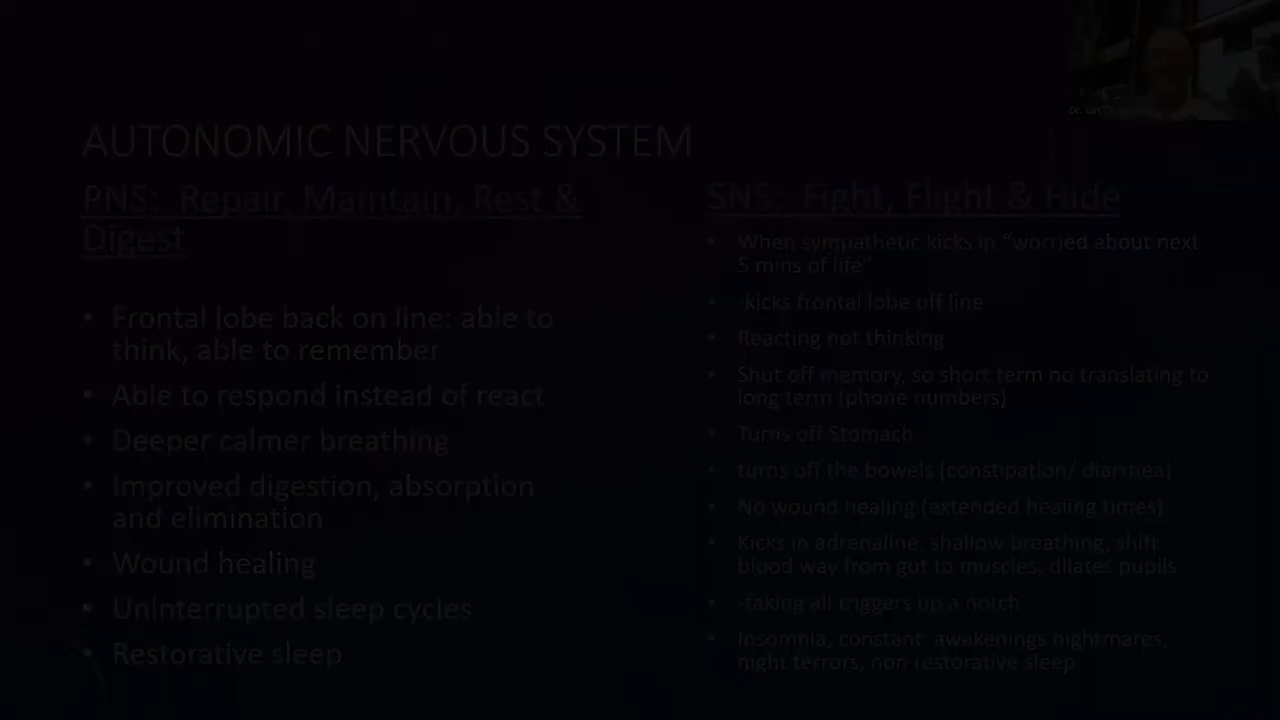 AUTONOMIC NERVOUS SYSTEM
PNS: Repair, Maintain, Rest &
Digest
• Frontal lobe back on line: able to
think, able to remember
• Able to respond instead of react
• Deeper calmer breathing
• Improved digestion, absorption
and elimination
• Wound healing
• Uninterrupted sleep cycles
• Restorative sleep
SNS: Fight, Flight & Hide
• When sympathetic kicks in “worried about next
5 mins of life”
• -kicks frontal lobe off line
• Reacting not thinking
• Shut off memory, so short term no translating to
long term (phone numbers)
• Turns off Stomach
• turns off the bowels (constipation/ diarrhea)
• No wound healing (extended healing times)
• Kicks in adrenaline, shallow breathing, shift
blood way from gut to muscles, dilates pupils
• -taking all triggers up a notch
• Insomnia, constant awakenings nightmares,
night terrors, non restorative sleep
Dr.